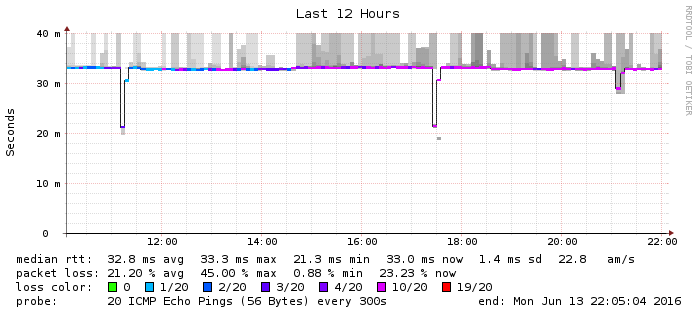 Last 12 Hours
RRDTOOL / TOBI OETIKER
Seconds
40 m
30 m
20 m
10 m
0
12:00 14:00 16:00 18:00 20:00 22:00
median rtt: 32.8 ms avg 33.3 ms max 21.3 ms min 33.0 ms now 1.4 ms sd 22.8 am/s
packet loss: 21.20 % avg 45.00 % max 0.88 % min 23.23 % now
loss color: 0 1/20 2/20 3/20 4/20 10/20 19/20
probe: 20 ICMP Echo Pings (56 Bytes) every 300s end: Mon Jun 13 22:05:04 2016